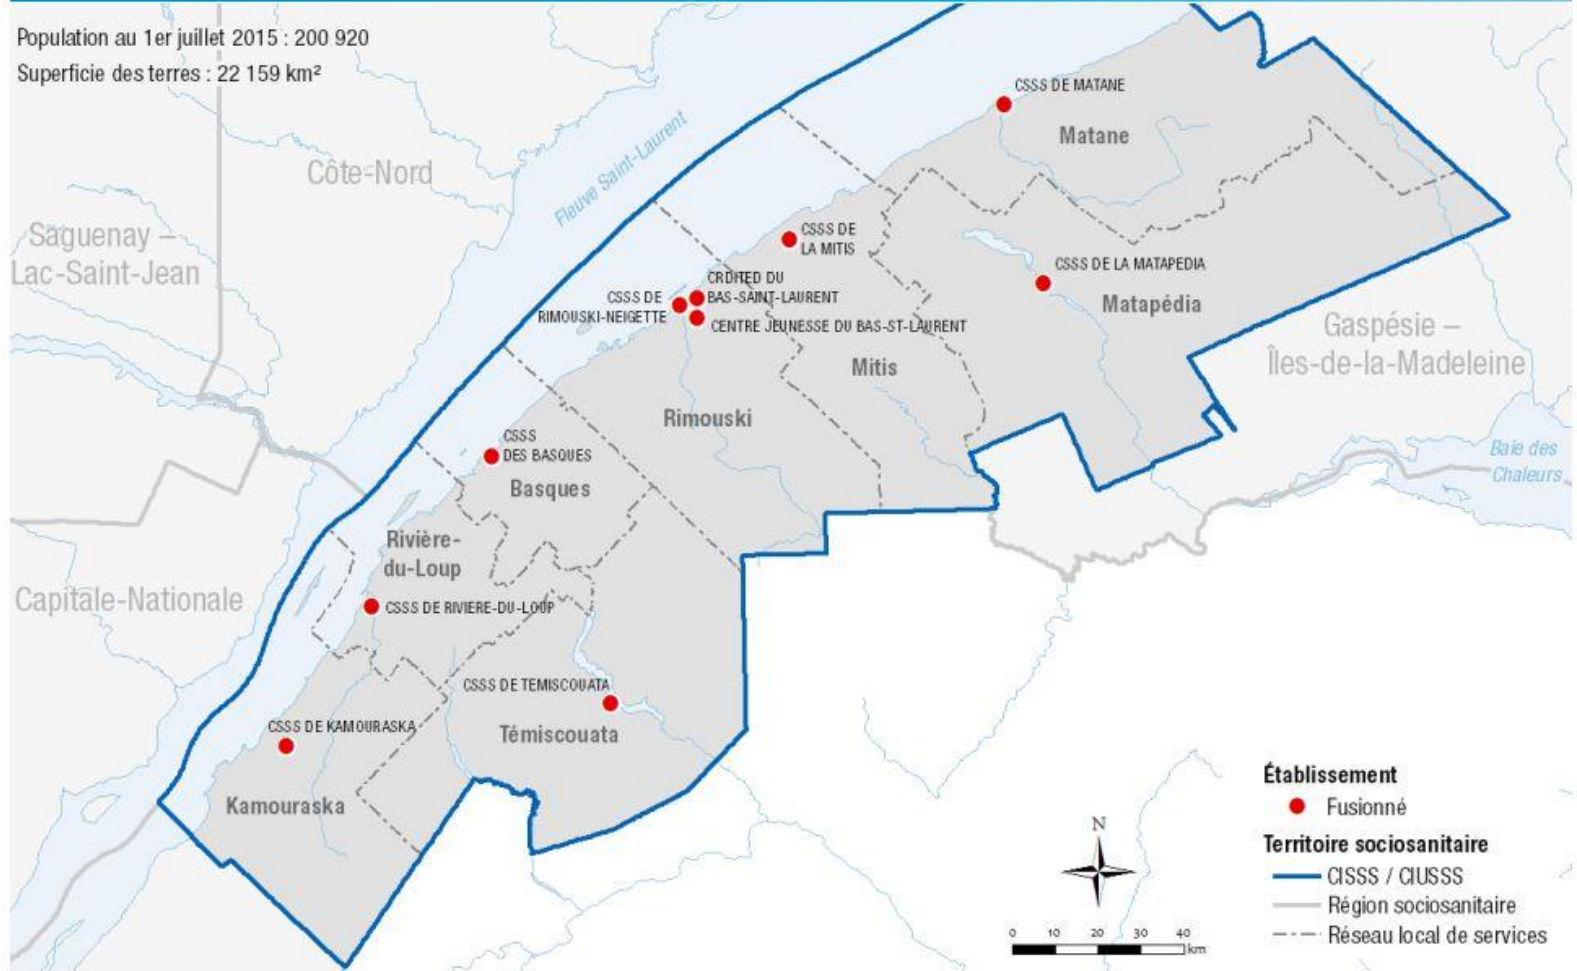 Population au 1er juillet 2015 : 200 920
Superficie des terres : 22 159 km²
CSSS DE MATANE
Matane
Côte-Nord
Fleuve Saint-Laurent
Saguenay –
Lac-Saint-Jean
CSSS DE
LA MITIS
CSSS DE LA MATAPEDIA
Matapédia
CRDITED DU
BAS-SAINT-LAURENT
CSSS DE
RIMOUSKI-NEIGETTE
CENTRE JEUNESSE DU BAS-ST-LAURENT
Gaspésie –
Îles-de-la-Madeleine
Mitis
Rimouski
CSSS
DES BASQUES
Basques
Baie des
Chaleurs
Rivière-
du-Loup
Capitale-Nationale
CSSS DE RIVIERE-DU-LOUP
CSSS DE TEMISCOUATA
Témiscouata
CSSS DE KAMOURASKA
Kamouraska
Établissement
Fusionné
Territoire sociosanitaire
CISSS / CIUSSS
Région sociosanitaire
Réseau local de services
N
0 10 20 30 40
km